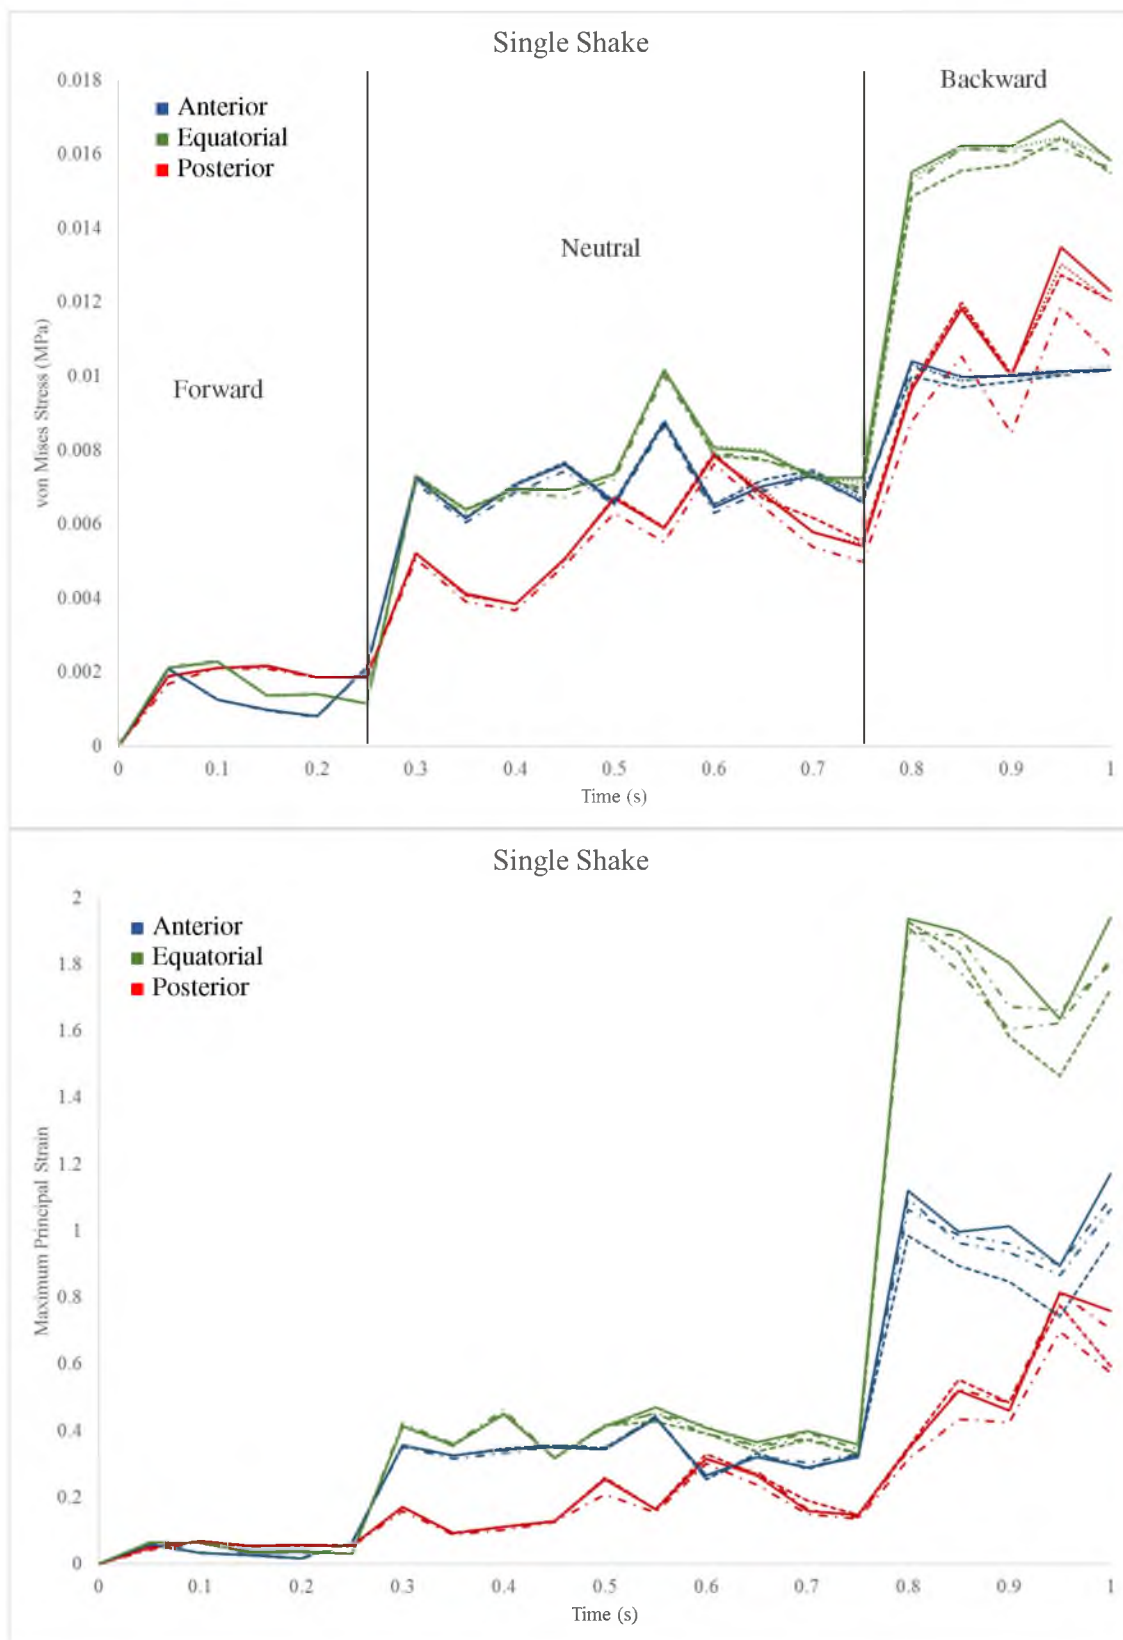 Single Shake
Backward
0.018
Anterior
Equatorial
Posterior
0.016
0.014
Neutral
0.012
0.01
Forward
0.008
0.006
0.004
0.002
0
von Mises Stress (MPa)
0 0.1 0.2 0.3 0.4 0.5 0.6 0.7 0.8 0.9 1
Time (s)
Single Shake
2
Anterior
Equatorial
Posterior
1.8
1.6
1.4
1.2
1
0.8
0.6
0.4
0.2
0
Maximum Principal Strain
0 0.1 0.2 0.3 0.4 0.5 0.6 0.7 0.8 0.9 1
Time (s)